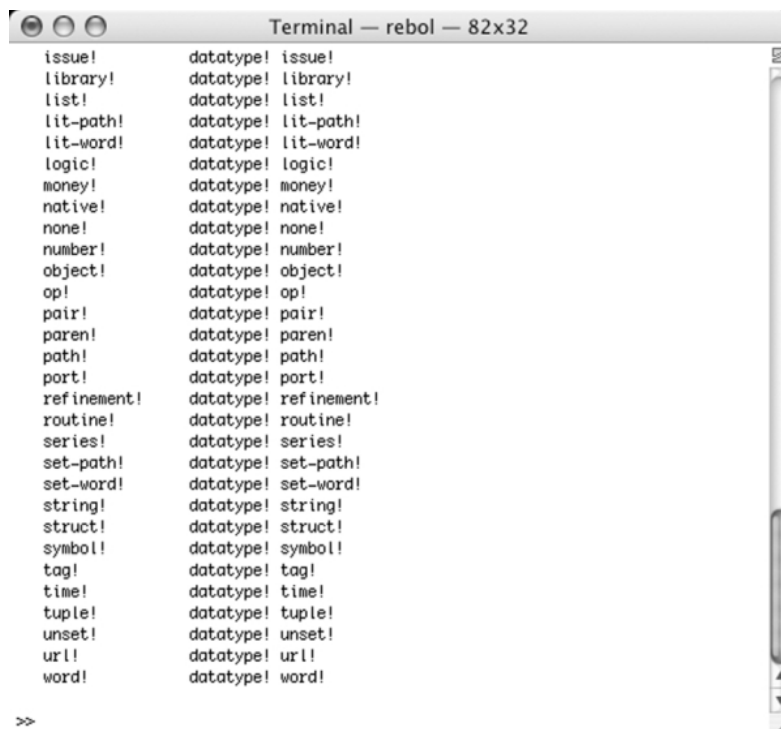 Terminal — rebol — 82x32
issue! datatype! issue!
library! datatype! library!
list! datatype! list!
lit-path! datatype! lit-path!
lit-word! datatype! lit-word!
logic! datatype! logic!
money! datatype! money!
native! datatype! native!
none! datatype! none!
number! datatype! number!
object! datatype! object!
op! datatype! op!
pair! datatype! pair!
paren! datatype! paren!
path! datatype! path!
port! datatype! port!
refinement! datatype! refinement!
routine! datatype! routine!
series! datatype! series!
set-path! datatype! set-path!
set-word! datatype! set-word!
string! datatype! string!
struct! datatype! struct!
symbol! datatype! symbol!
tag! datatype! tag!
time! datatype! time!
tuple! datatype! tuple!
unset! datatype! unset!
url! datatype! url!
word! datatype! word!
>>